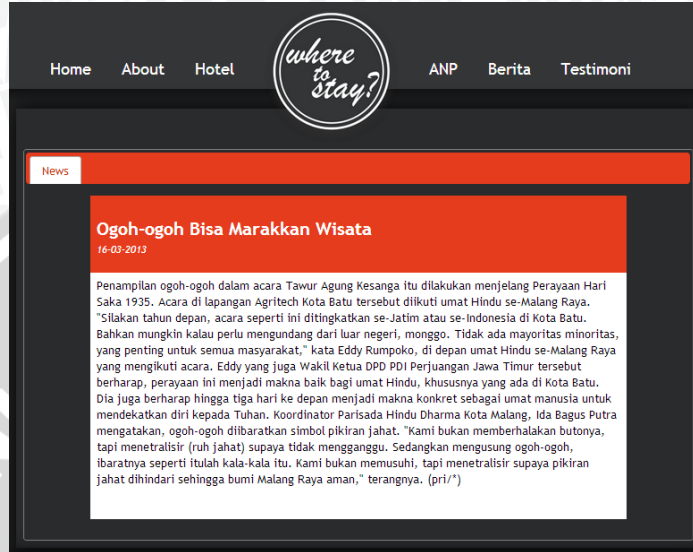 Home About Hotel where to stay? ANP Berita Testimoni
News
Ogoh-ogoh Bisa Marakkan Wisata
16-03-2013
Penampilan ogoh-ogoh dalam acara Tawur Agung Kesanga itu dilakukan menjelang Perayaan Hari
Saka 1935. Acara di lapangan Agritech Kota Batu tersebut diikuti umat Hindu se-Malang Raya.
"Silakan tahun depan, acara seperti ini ditingkatkan se-Jatim atau se-Indonesia di Kota Batu.
Bahkan mungkin kalau perlu mengundang dari luar negeri, monggo. Tidak ada mayoritas minoritas,
yang penting untuk semua masyarakat," kata Eddy Rumpoko, di depan umat Hindu se-Malang Raya
yang mengikuti acara. Eddy yang juga Wakil Ketua DPD PDI Perjuangan Jawa Timur tersebut
berharap, perayaan ini menjadi makna baik bagi umat Hindu, khususnya yang ada di Kota Batu.
Dia juga berharap hingga tiga hari ke depan menjadi makna konkret sebagai umat manusia untuk
mendekatkan diri kepada Tuhan. Koordinator Parisada Hindu Dharma Kota Malang, Ida Bagus Putra
mengatakan, ogoh-ogoh diibaratkan simbol pikiran jahat. "Kami bukan memberhalakan butonya,
tapi menetralisir (ruh jahat) supaya tidak mengganggu. Sedangkan mengusung ogoh-ogoh,
ibaratnya seperti itulah kala-kala itu. Kami bukan memusuhi, tapi menetralisir supaya pikiran
jahat dihindari sehingga bumi Malang Raya aman," terangnya. (pri/*)